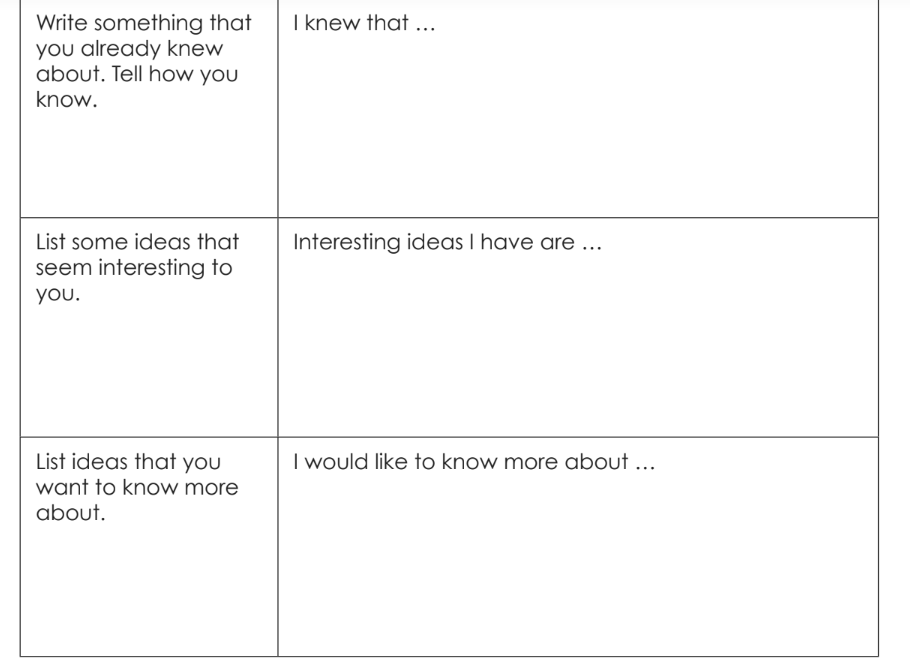 Write something that
you already knew
about. Tell how you
know.
I knew that …
List some ideas that
seem interesting to
you.
Interesting ideas I have are …
List ideas that you
want to know more
about.
I would like to know more about …